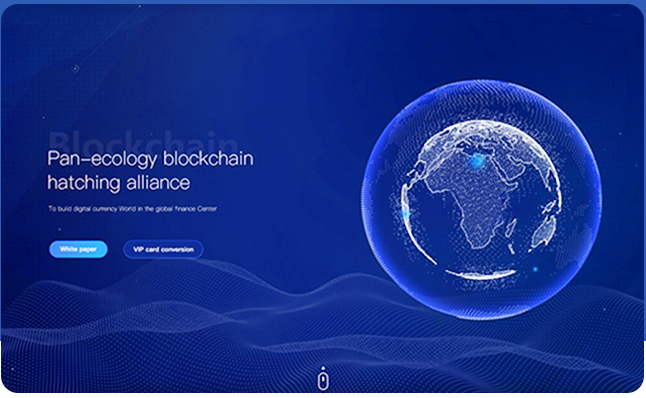 Blockchain
Pan-ecology blockchain
hatching alliance
To build digital currency World in the global finance Center
White paper
VIP card conversion